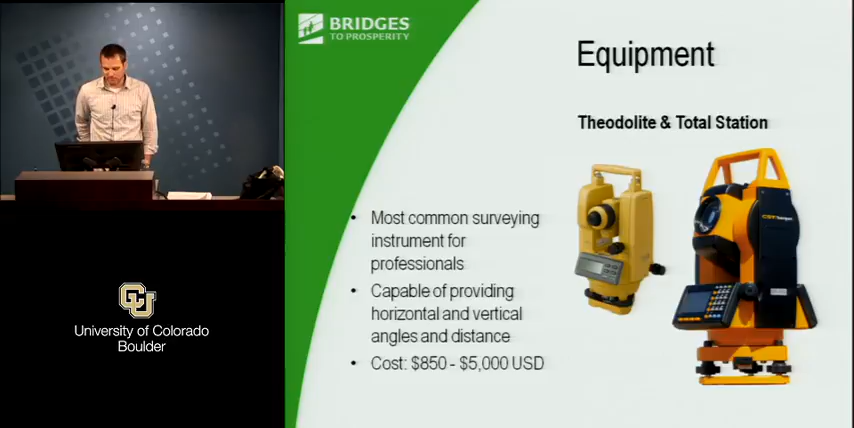 BRIDGES
TO PROSPERITY
Equipment
Theodolite & Total Station
• Most common surveying
instrument for
professionals
• Capable of providing
horizontal and vertical
angles and distance
• Cost: $850 - $5,000 USD
CU
University of Colorado
Boulder